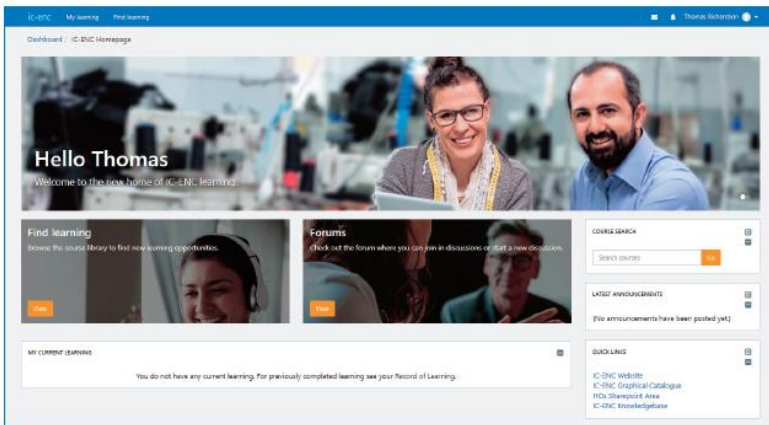 ic-enc My learning Find learning Thomas Richardson
Dashboard / IC-ENC Homepage
Hello Thomas
Welcome to the new home of IC-ENC learning
Find learning
Browse the course library to find new learning opportunities.
View
Forums
Check out the forum where you can join in discussions or start a new discussion.
View
MY CURRENT LEARNING
You do not have any current learning. For previously completed learning see your Record of Learning.
COURSE SEARCH
Search courses Go
LATEST ANNOUNCEMENTS
(No announcements have been posted yet.)
QUICK LINKS
IC-ENC Website
IC-ENC Graphical Catalogue
HOs Sharepoint Area
IC-ENC Knowledgebase